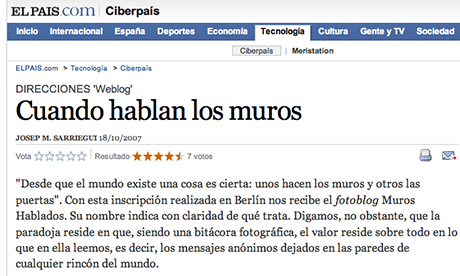 EL PAIS.com Ciberpaís
Inicio Internacional España Deportes Economía Tecnología Cultura Gente y TV Sociedad
Ciberpaís Meristation
ELPAIS.com > Tecnología > Ciberpaís
DIRECCIONES 'Weblog'
Cuando hablan los muros
JOSEP M. SARRIEGUI 18/10/2007
Vota Resultado 7 votos
"Desde que el mundo existe una cosa es cierta: unos hacen los muros y otros las
puertas". Con esta inscripción realizada en Berlín nos recibe el fotoblog Muros
Hablados. Su nombre indica con claridad de qué trata. Digamos, no obstante, que la
paradoja reside en que, siendo una bitácora fotográfica, el valor reside sobre todo en lo
que en ella leemos, es decir, los mensajes anónimos dejados en las paredes de
cualquier rincón del mundo.